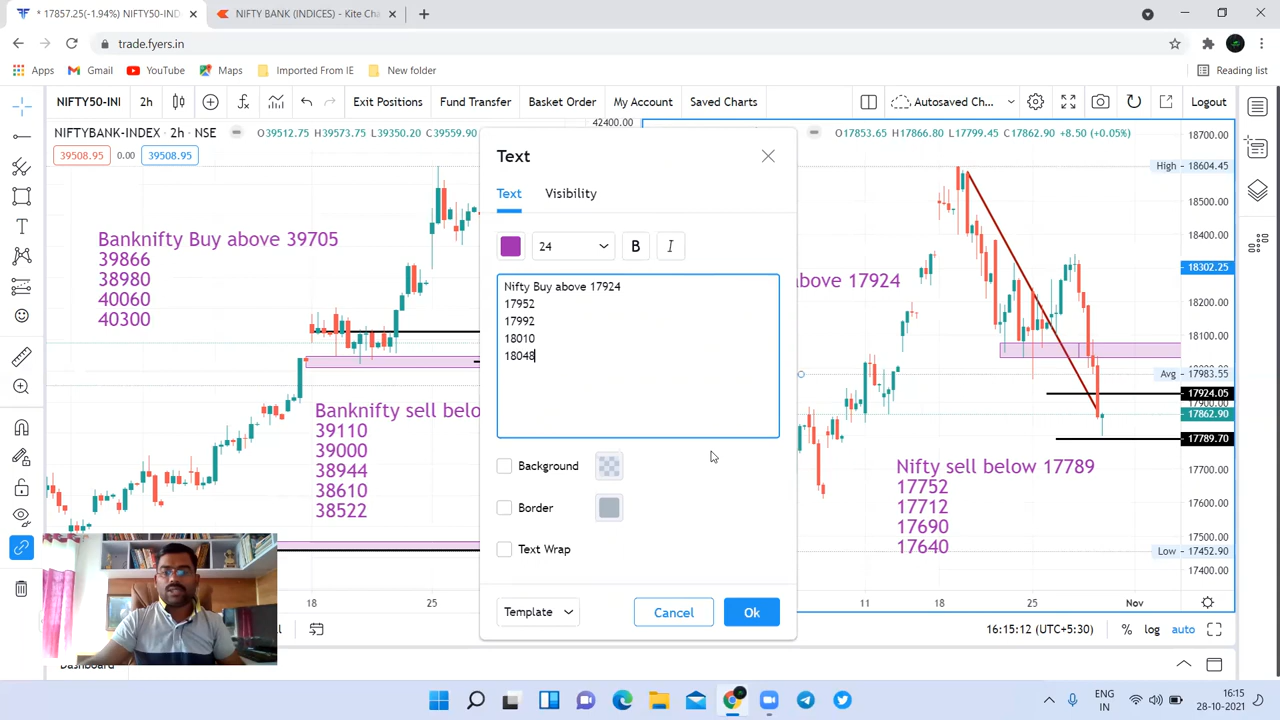 * 17857.25(-1.94%) NIFTY50-IND
NIFTY BANK (INDICES) - Kite Cha
trade.fyers.in
Apps
Gmail
YouTube
Maps
Imported From IE
New folder
Reading list
NIFTY50-INI
2h
Exit Positions
Fund Transfer
Basket Order
My Account
Saved Charts
Autosaved Ch...
Logout
NIFTYBANK-INDEX • 2h • NSE
O39512.75 H39573.75 L39350.20 C39559.90
42400.00
O17853.65 H17866.80 L17799.45 C17862.90 +8.50 (+0.05%)
39508.95
0.00
39508.95
Banknifty Buy above 39705
39866
38980
40060
40300
Banknifty sell belo
39110
39000
38944
38610
38522
Text
Text
Visibility
24
B
I
Nifty Buy above 17924
17952
17992
18010
18048
Background
Border
Text Wrap
Template
Cancel
Ok
bove 17924
Nifty sell below 17789
17752
17712
17690
17640
18700.00
High
18604.45
18500.00
18400.00
18302.25
18200.00
18100.00
Avg
17983.55
17924.05
17900.00
17862.90
17789.70
17700.00
17600.00
17500.00
Low
17452.90
17400.00
18
25
11
18
25
Nov
16:15:12 (UTC+5:30)
%
log
auto
ENG
IN
16:15
28-10-2021